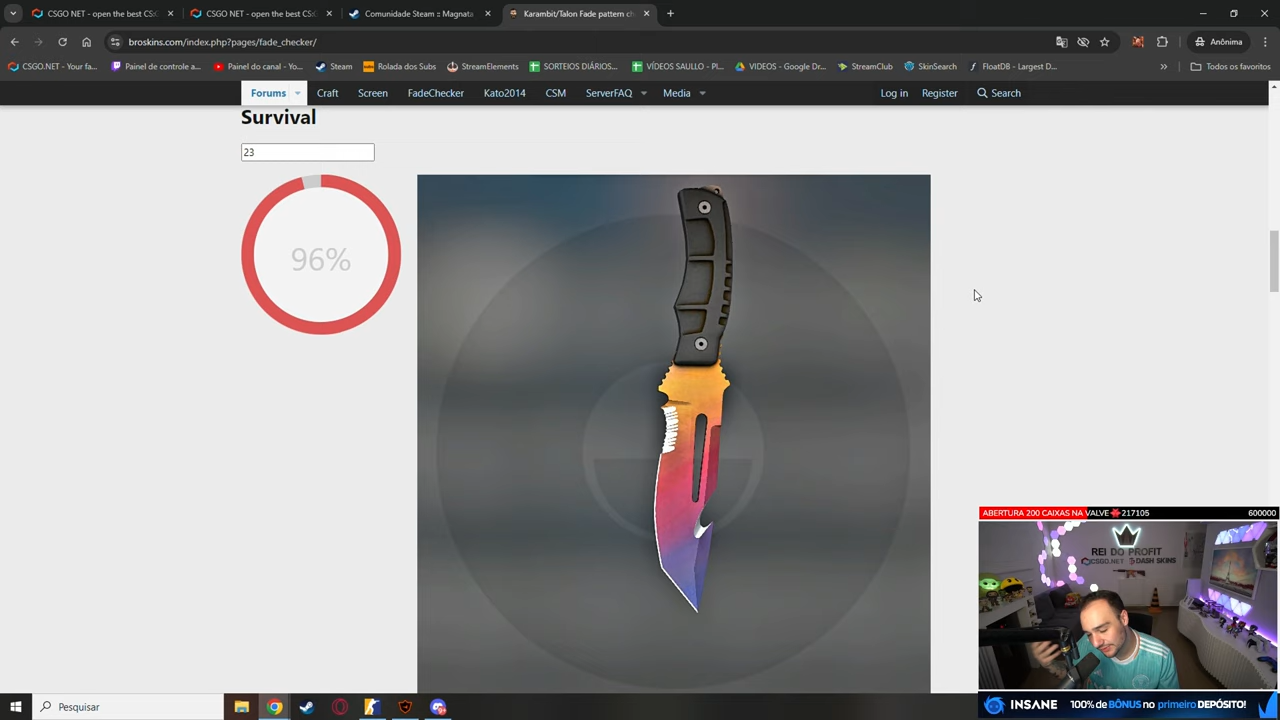 CSGO NET - open the best CS:
CSGO NET - open the best CS:
Comunidade Steam :: Magnata
Karambit/Talon Fade pattern ch
broskins.com/index.php?pages/fade_checker/
Anônima
CSGO.NET - Your fa...
Painel de controle a...
Painel do canal - Yo...
Steam
Rolada dos Subs
StreamElements
SORTEIOS DIÁRIOS...
VÍDEOS SAULLO - Pl...
VIDEOS - Google Dr...
StreamClub
SkinSearch
FloatDB - Largest D...
Todos os favoritos
Forums
Craft
Screen
FadeChecker
Kato2014
CSM
ServerFAQ
Media
Log in
Register
Search
Survival
23
96%
ABERTURA 200 CAIXAS NA VALVE 217105
600000
REI DO PROFIT
CSGO.NET DASH SKINS
INSANE
100% de BÔNUS no primeiro DEPÓSITO!
Pesquisar